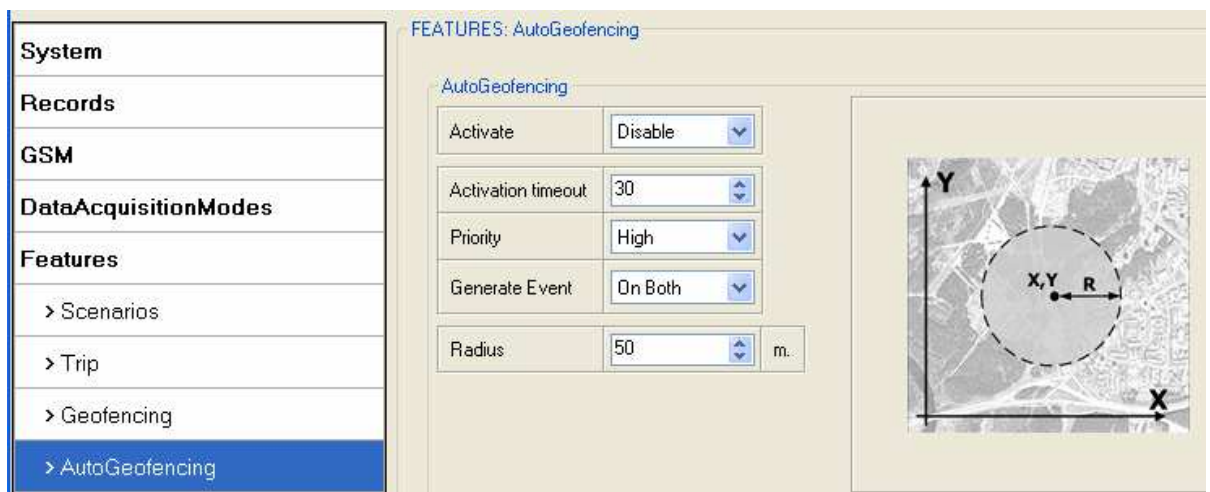 System
Records
GSM
DataAcquisitionModes
Features
> Scenarios
> Trip
> Geofencing
> AutoGeofencing
FEATURES: AutoGeofencing
AutoGeofencing
Activate Disable
Activation timeout 30
Priority High
Generate Event On Both
Radius 50 m.
Y
X,Y R
X